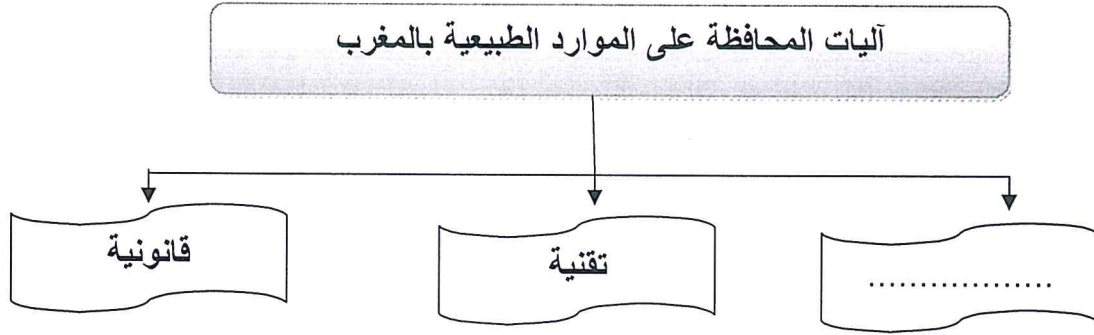 آليات المحافظة على الموارد الطبيعية بالمغرب
..................
تقنية
قانونية